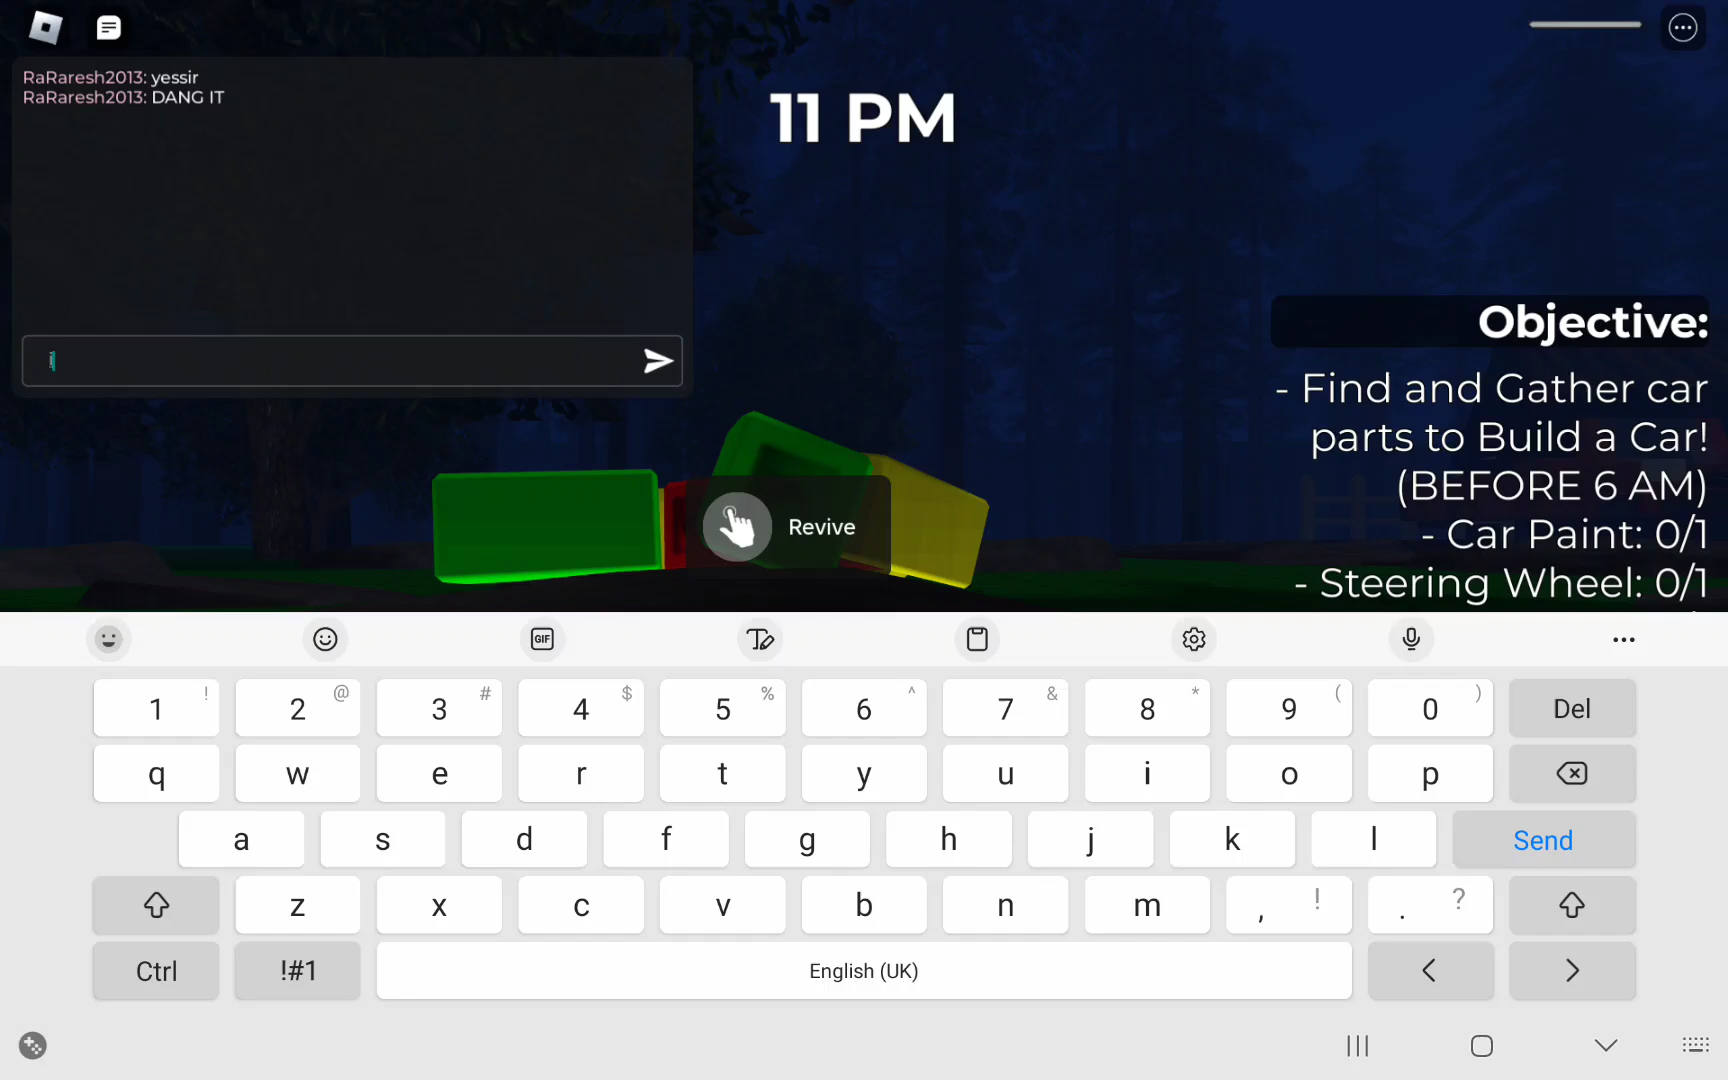 RaRaresh2013: yessir
RaRaresh2013: DANG IT
11 PM
Objective:
- Find and Gather car
parts to Build a Car!
(BEFORE 6 AM)
- Car Paint: 0/1
- Steering Wheel: 0/1
Revive
GIF
1 ! 2 @ 3 # 4 $ 5 % 6 ^ 7 & 8 * 9 ( 0 ) Del
q w e r t y u i o p
a s d f g h j k l Send
z x c v b n m , ! . ?
Ctrl !#1 English (UK) < >